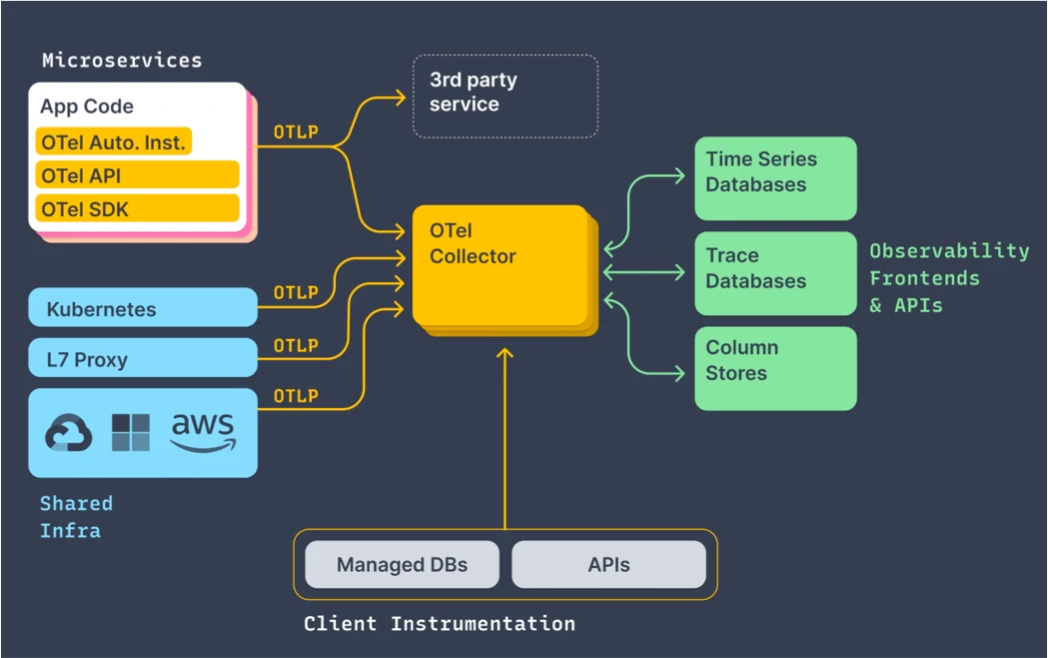 Microservices
App Code
OTel Auto. Inst.
OTel API
OTel SDK
OTLP
3rd party
service
OTel
Collector
Time Series
Databases
Trace
Databases
Column
Stores
Observability
Frontends
& APIs
Kubernetes
OTLP
L7 Proxy
OTLP
OTLP
aws
Shared
Infra
Managed DBs
APIs
Client Instrumentation